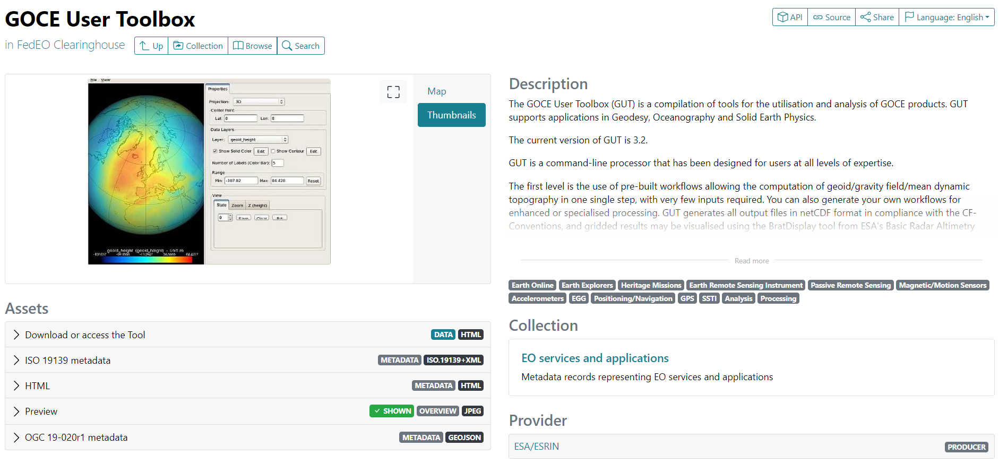 GOCE User Toolbox
in FedEO Clearinghouse
Up
Collection
Browse
Search
API
Source
Share
Language: English
File View
Properties
Projection: 3D
Center Point
Lat: 0 Lon: 0
Data Layers
Layer: geoid_height
Show Solid Color Edit Show Contour Edit
Number of Labels (Color Bar): 5
Range
Min: -107.02 Max: 84.428 Reset
View
State Zoom Z (height)
0
geoid_height (geoid_height) - Unit m
Map
Thumbnails
Assets
Download or access the Tool DATA HTML
ISO 19139 metadata METADATA ISO.19139+XML
HTML METADATA HTML
Preview SHOWN OVERVIEW JPEG
OGC 19-020r1 metadata METADATA GEOJSON
Description
The GOCE User Toolbox (GUT) is a compilation of tools for the utilisation and analysis of GOCE products. GUT
supports applications in Geodesy, Oceanography and Solid Earth Physics.
The current version of GUT is 3.2.
GUT is a command-line processor that has been designed for users at all levels of expertise.
The first level is the use of pre-built workflows allowing the computation of geoid/gravity field/mean dynamic
topography in one single step, with very few inputs required. You can also generate your own workflows for
enhanced or specialised processing. GUT generates all output files in netCDF format in compliance with the CF-
Conventions, and gridded results may be visualised using the BratDisplay tool from ESA's Basic Radar Altimetry
Read more
Earth Online Earth Explorers Heritage Missions Earth Remote Sensing Instrument Passive Remote Sensing Magnetic/Motion Sensors
Accelerometers EGG Positioning/Navigation GPS SSTI Analysis Processing
Collection
EO services and applications
Metadata records representing EO services and applications
Provider
ESA/ESRIN PRODUCER